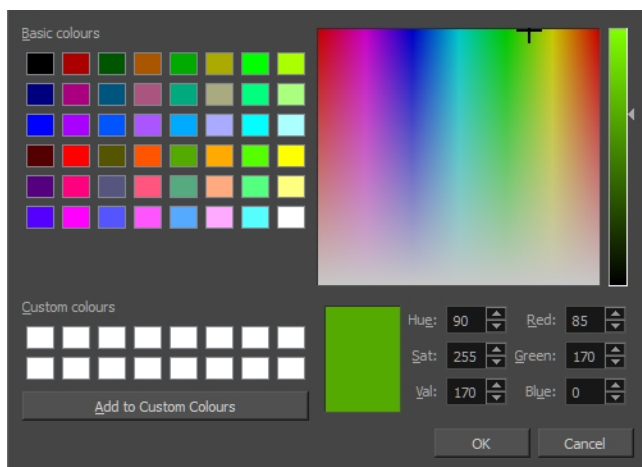 Basic colours
Custom colours
Add to Custom Colours
Hue: 90 Red: 85
Sat: 255 Green: 170
Val: 170 Blue: 0
OK Cancel